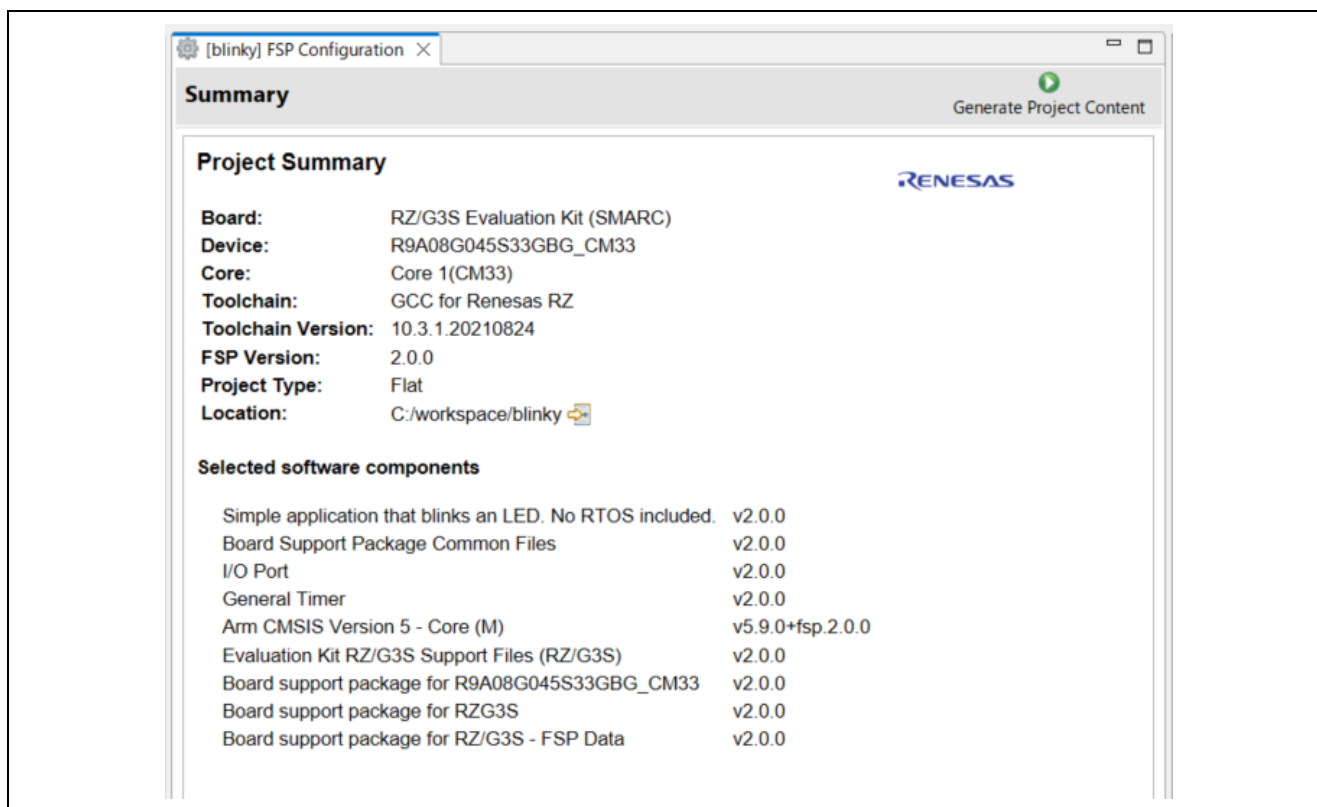 [blinky] FSP Configuration
Summary
Generate Project Content
Project Summary
RENESAS
Board: RZ/G3S Evaluation Kit (SMARC)
Device: R9A08G045S33GBG_CM33
Core: Core 1(CM33)
Toolchain: GCC for Renesas RZ
Toolchain Version: 10.3.1.20210824
FSP Version: 2.0.0
Project Type: Flat
Location: C:/workspace/blinky
Selected software components
Simple application that blinks an LED. No RTOS included. v2.0.0
Board Support Package Common Files v2.0.0
I/O Port v2.0.0
General Timer v2.0.0
Arm CMSIS Version 5 - Core (M) v5.9.0+fsp.2.0.0
Evaluation Kit RZ/G3S Support Files (RZ/G3S) v2.0.0
Board support package for R9A08G045S33GBG_CM33 v2.0.0
Board support package for RZG3S v2.0.0
Board support package for RZ/G3S - FSP Data v2.0.0